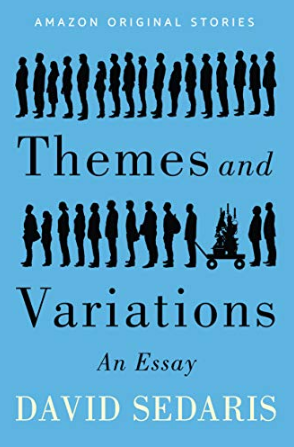 AMAZON ORIGINAL STORIES
Themes and
Variations
An Essay
DAVID SEDARIS